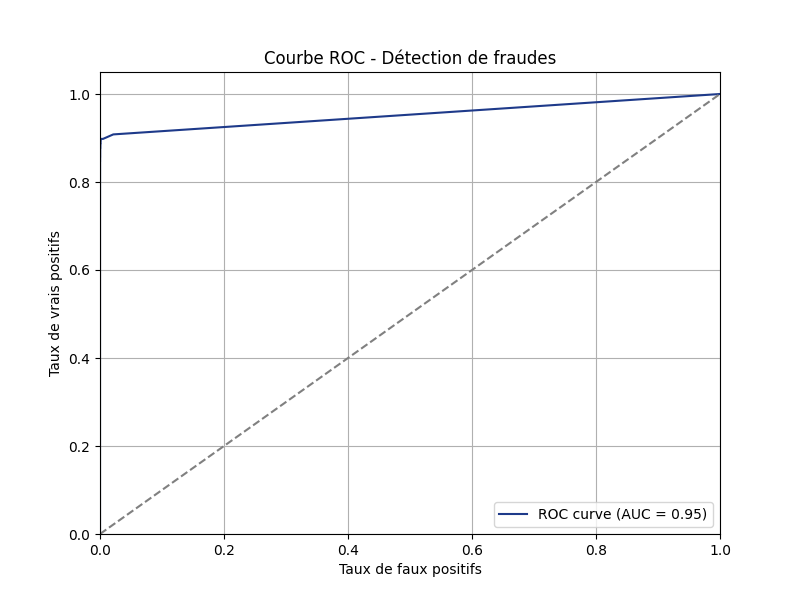 Courbe ROC - Détection de fraudes
Taux de vrais positifs
1.0
0.8
0.6
0.4
0.2
0.0
0.0 0.2 0.4 0.6 0.8 1.0
Taux de faux positifs
ROC curve (AUC = 0.95)